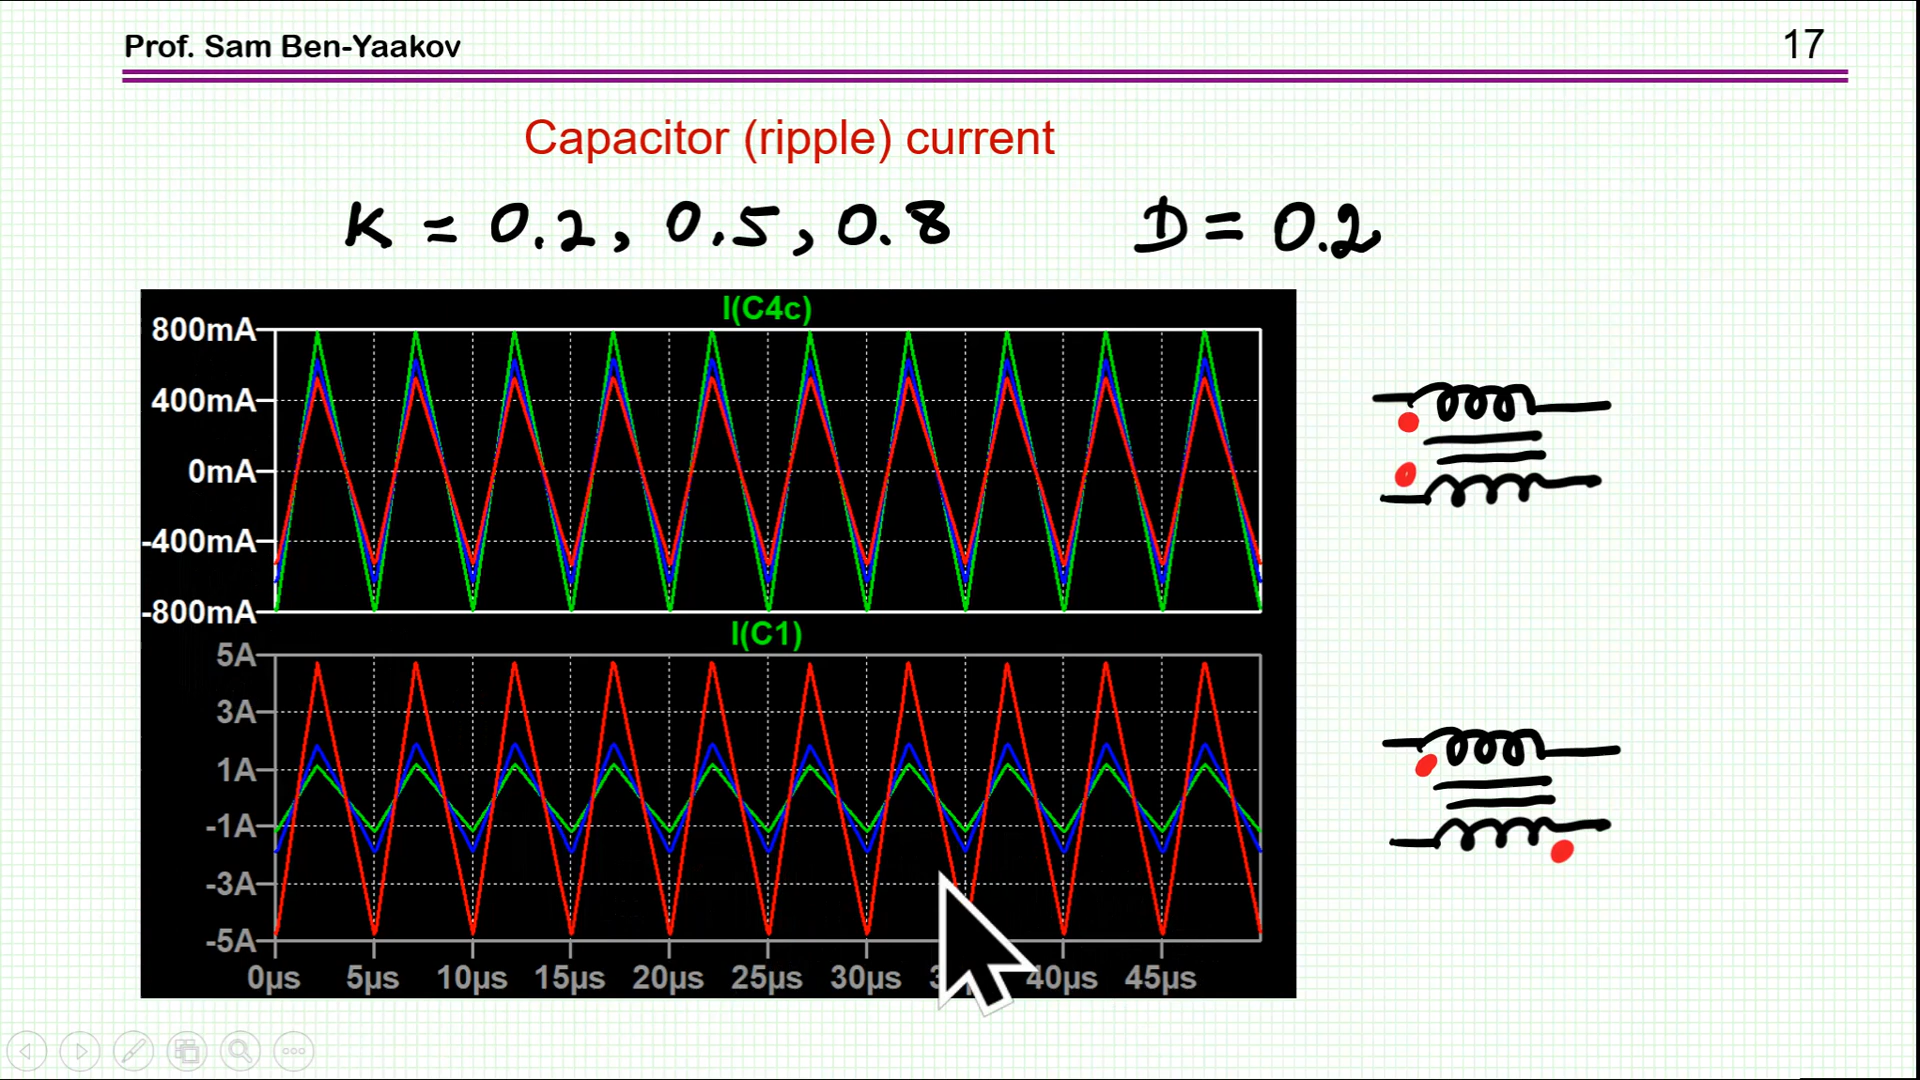 Prof. Sam Ben-Yaakov
17
Capacitor (ripple) current
K = 0.2, 0.5, 0.8
D = 0.2
I(C4c)
800mA
400mA
0mA
-400mA
-800mA
I(C1)
5A
3A
1A
-1A
-3A
-5A
0µs 5µs 10µs 15µs 20µs 25µs 30µs 40µs 45µs